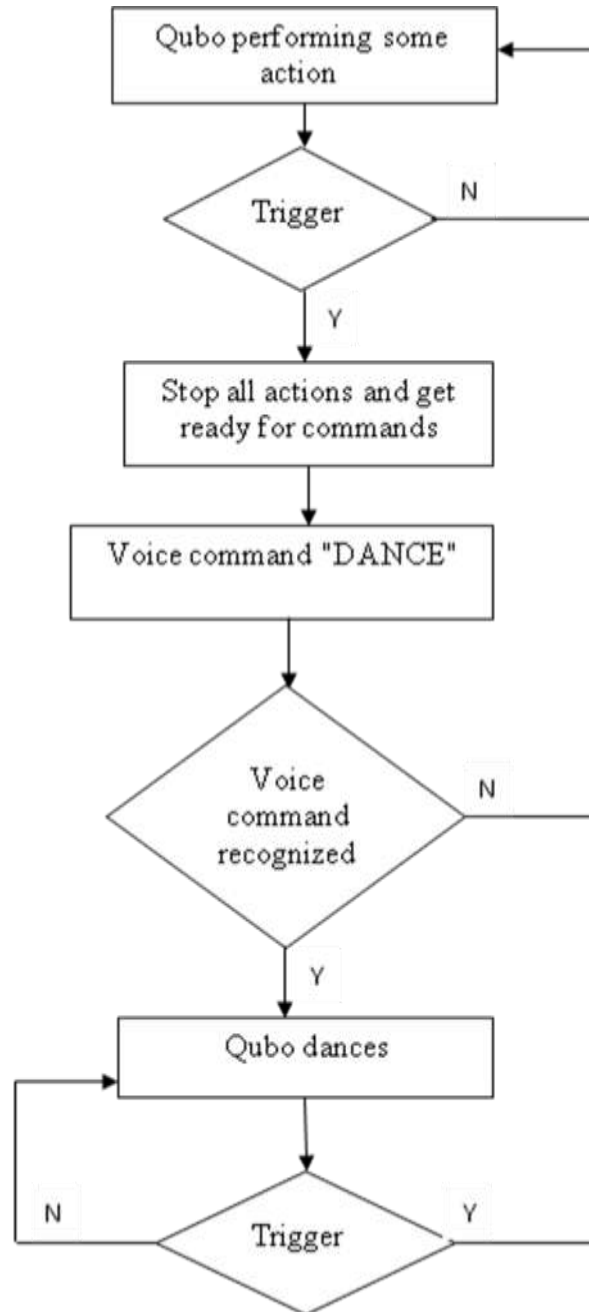 Qubo performing some
action
Trigger
N
Y
Stop all actions and get
ready for commands
Voice command "DANCE"
Voice
command
recognized
N
Y
Qubo dances
N
Trigger
Y